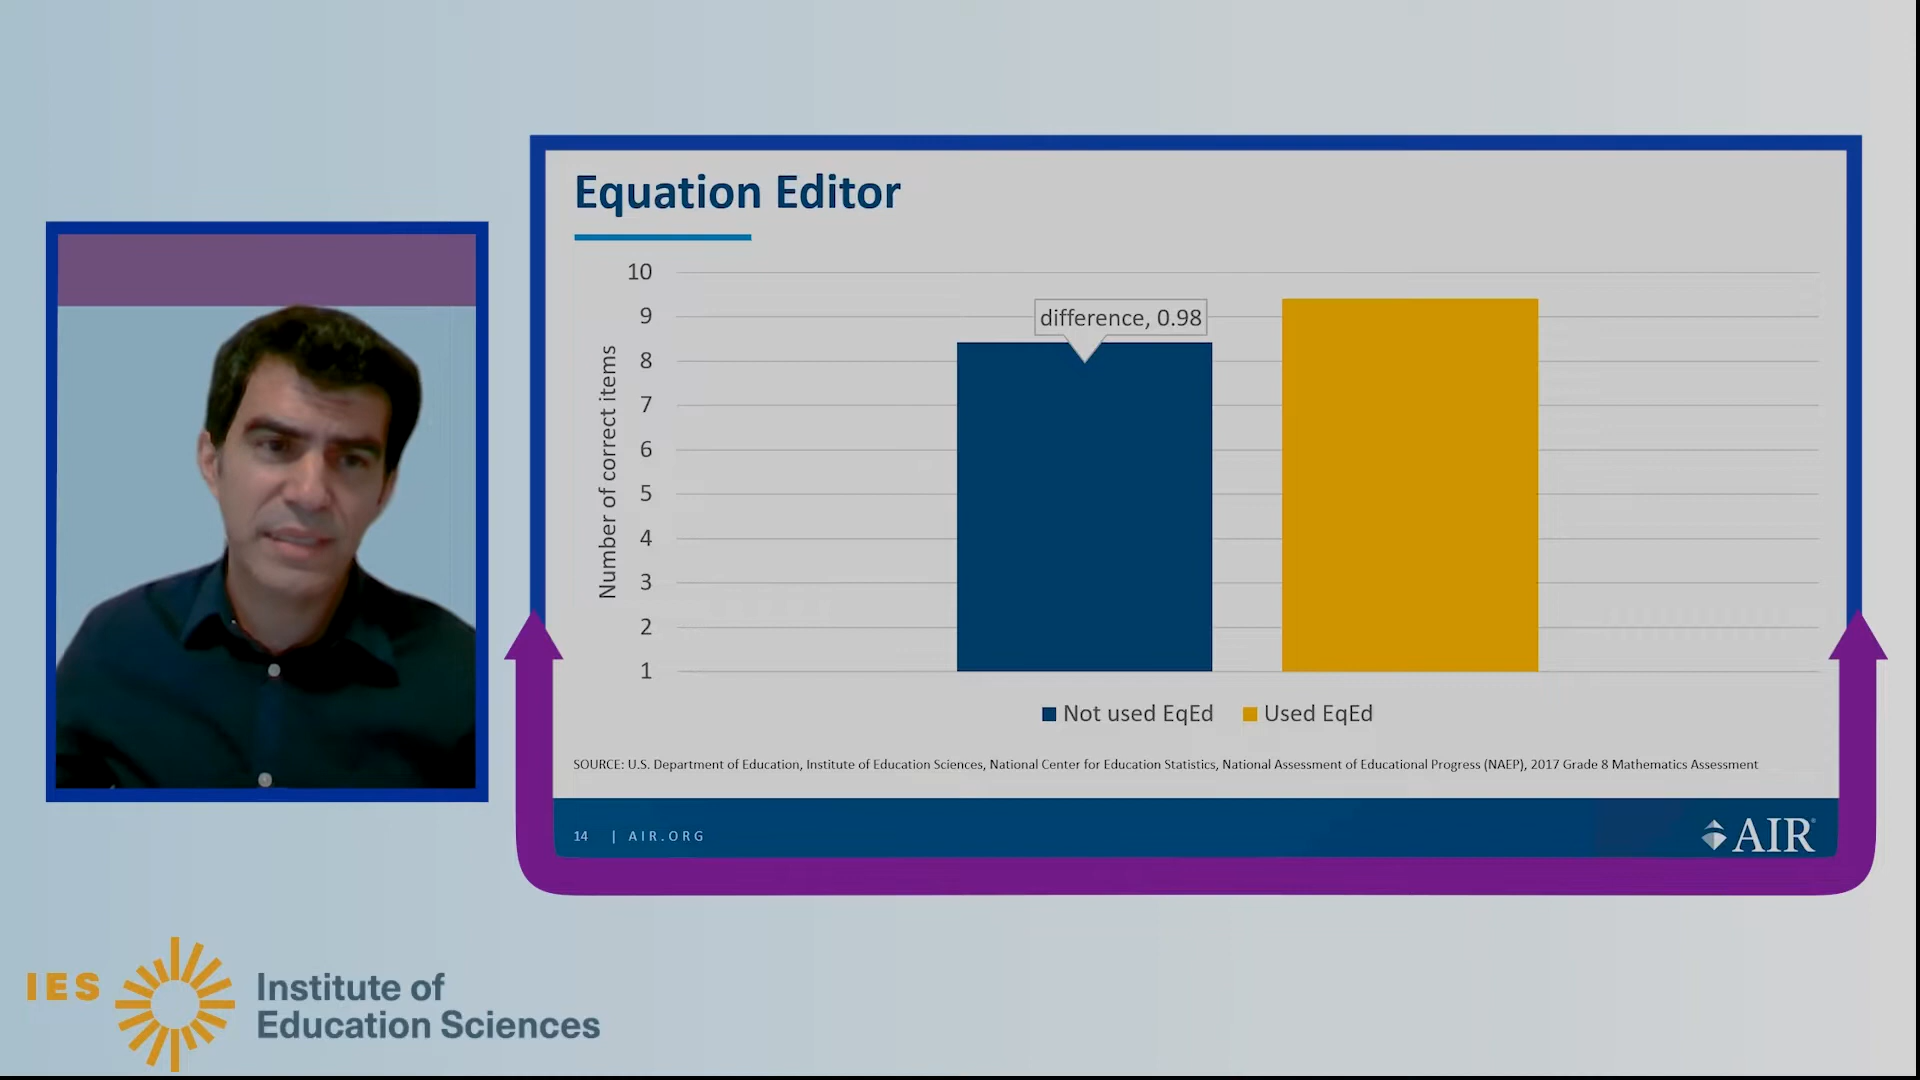 Equation Editor
10
9
8
7
6
5
4
3
2
1
Number of correct items
difference, 0.98
Not used EqEd
Used EqEd
SOURCE: U.S. Department of Education, Institute of Education Sciences, National Center for Education Statistics, National Assessment of Educational Progress (NAEP), 2017 Grade 8 Mathematics Assessment
14 | AIR.ORG
AIR
IES
Institute of
Education Sciences